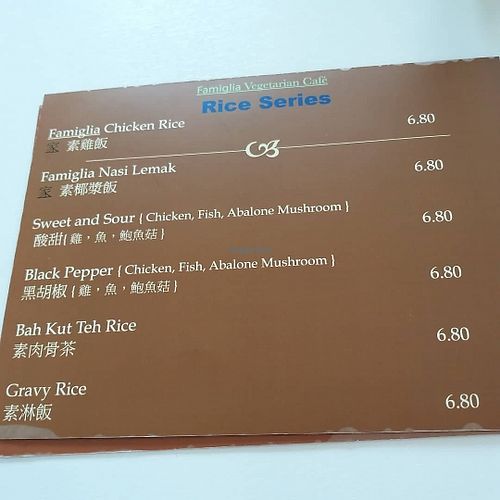 Famiglia Vegetarian Café
Rice Series
Famiglia Chicken Rice 6.80
家 素雞飯
Famiglia Nasi Lemak 6.80
家 素椰漿飯
Sweet and Sour { Chicken, Fish, Abalone Mushroom } 6.80
酸甜{ 雞，魚，鮑魚菇 }
Black Pepper { Chicken, Fish, Abalone Mushroom } 6.80
黑胡椒 { 雞，魚，鮑魚菇 }
Bah Kut Teh Rice 6.80
素肉骨茶
Gravy Rice 6.80
素淋飯